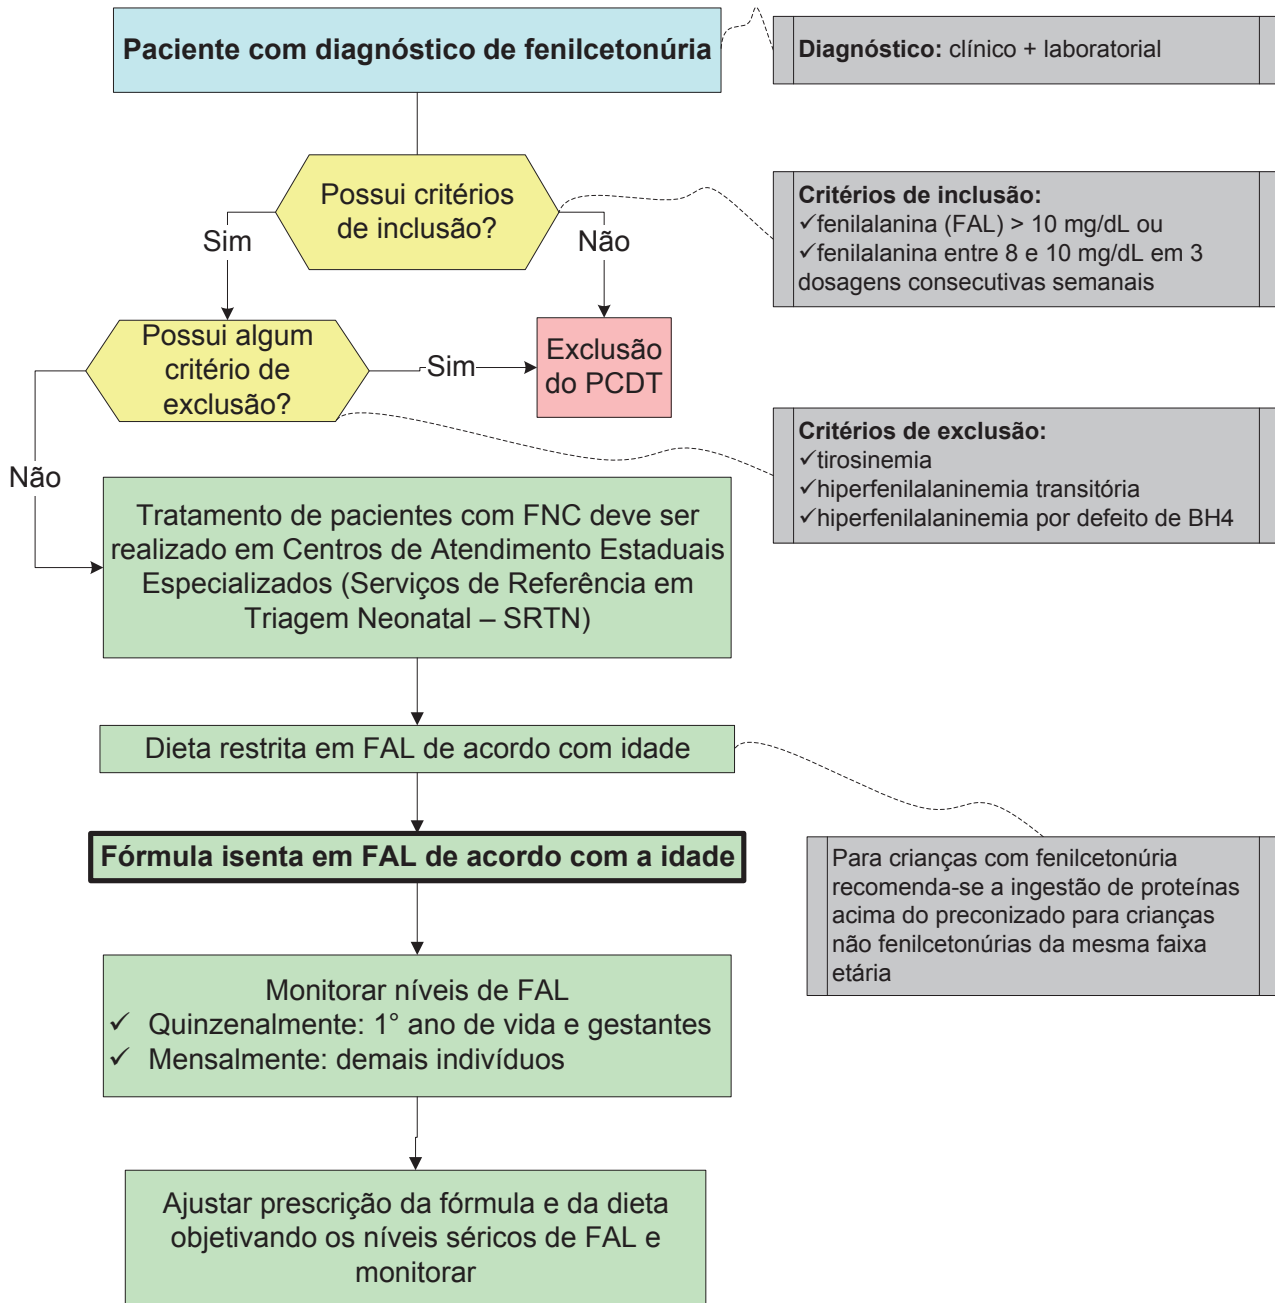 Paciente com diagnóstico de fenilcetonúria
Diagnóstico: clínico + laboratorial
Possui critérios
de inclusão?
Critérios de inclusão:
✓fenilalanina (FAL) > 10 mg/dL ou
✓fenilalanina entre 8 e 10 mg/dL em 3
dosagens consecutivas semanais
Sim
Não
Possui algum
critério de
exclusão?
Sim
Exclusão
do PCDT
Critérios de exclusão:
✓tirosinemia
✓hiperfenilalaninemia transitória
✓hiperfenilalaninemia por defeito de BH4
Não
Tratamento de pacientes com FNC deve ser
realizado em Centros de Atendimento Estaduais
Especializados (Serviços de Referência em
Triagem Neonatal – SRTN)
Dieta restrita em FAL de acordo com idade
Fórmula isenta em FAL de acordo com a idade
Para crianças com fenilcetonúria
recomenda-se a ingestão de proteínas
acima do preconizado para crianças
não fenilcetonúrias da mesma faixa
etária
Monitorar níveis de FAL
✓ Quinzenalmente: 1° ano de vida e gestantes
✓ Mensalmente: demais indivíduos
Ajustar prescrição da fórmula e da dieta
objetivando os níveis séricos de FAL e
monitorar